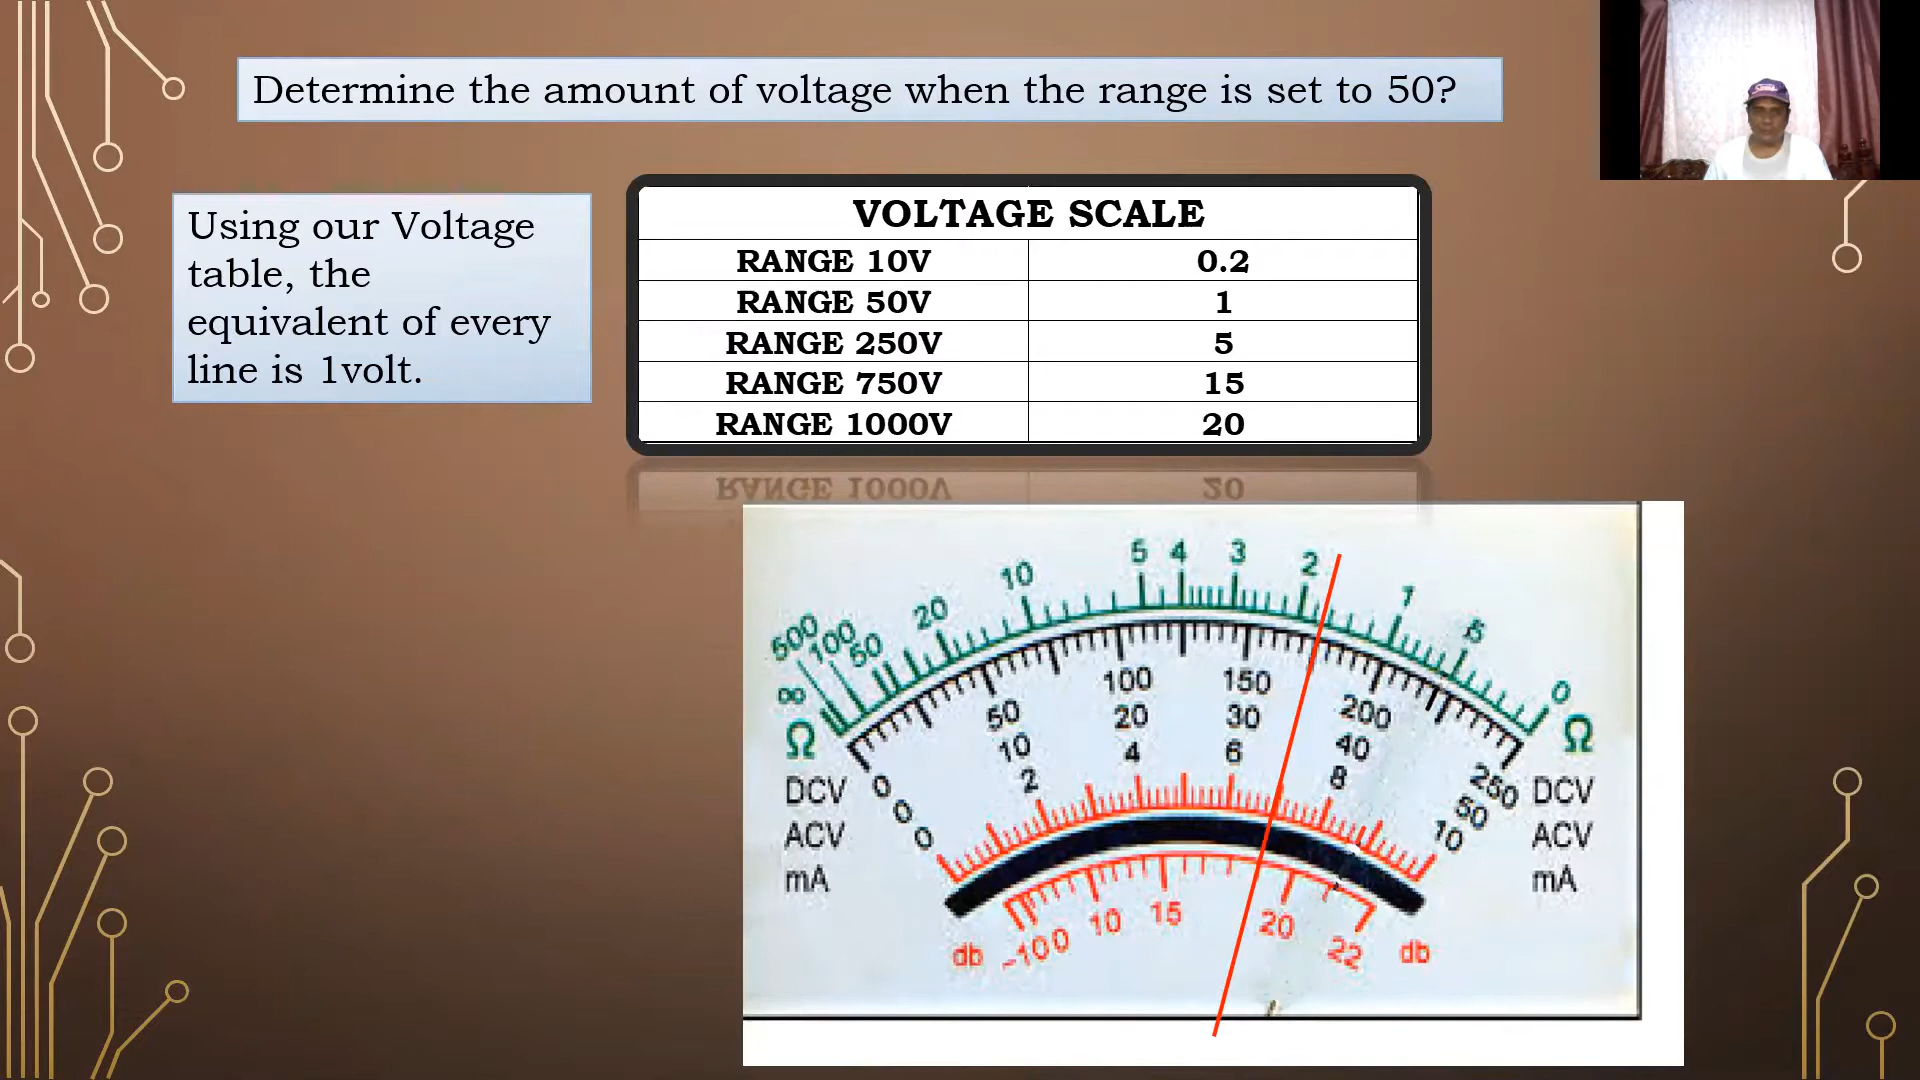 Determine the amount of voltage when the range is set to 50?
Using our Voltage
table, the
equivalent of every
line is 1volt.
VOLTAGE SCALE
RANGE 10V 0.2
RANGE 50V 1
RANGE 250V 5
RANGE 750V 15
RANGE 1000V 20
∞ 500 100 50 20 10 5 4 3 2 1 .5 0
Ω Ω
0 50 100 150 200 250
0 10 20 30 40 50
0 2 4 6 8 10
DCV DCV
ACV ACV
mA mA
db -10 0 10 15 20 22 db